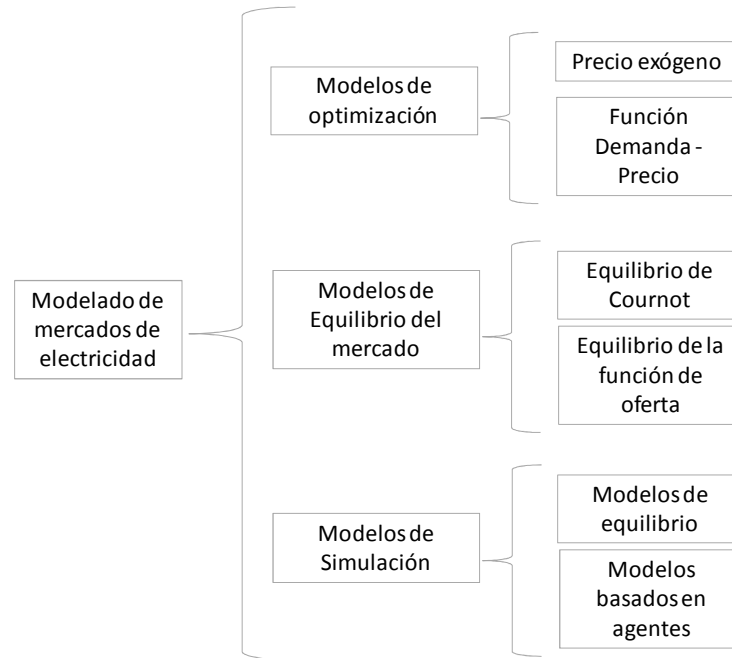 Modelado de
mercados de
electricidad
Modelos de
optimización
Precio exógeno
Función
Demanda -
Precio
Modelos de
Equilibrio del
mercado
Equilibrio de
Cournot
Equilibrio de la
función de
oferta
Modelos de
Simulación
Modelos de
equilibrio
Modelos
basados en
agentes